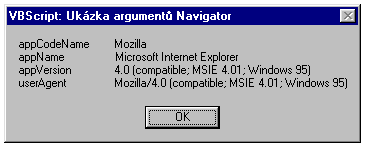 VBScript: Ukázka argumentů Navigator
appCodeName Mozilla
appName Microsoft Internet Explorer
appVersion 4.0 (compatible; MSIE 4.01; Windows 95)
userAgent Mozilla/4.0 (compatible; MSIE 4.01; Windows 95)
OK